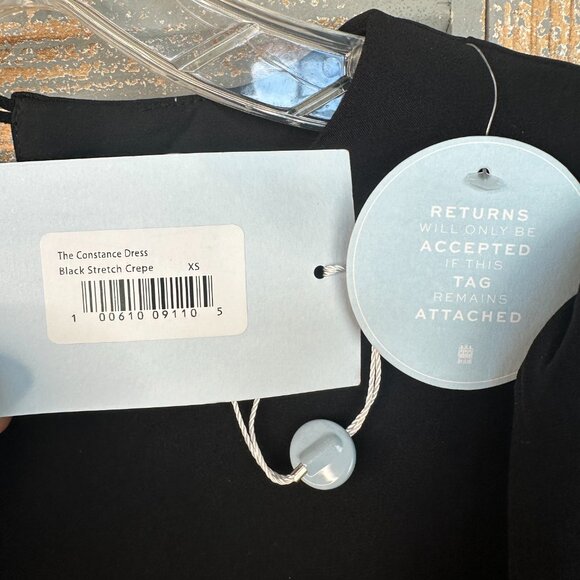 The Constance Dress
Black Stretch Crepe XS
1 00610 09110 5
RETURNS
WILL ONLY BE
ACCEPTED
IF THIS
TAG
REMAINS
ATTACHED